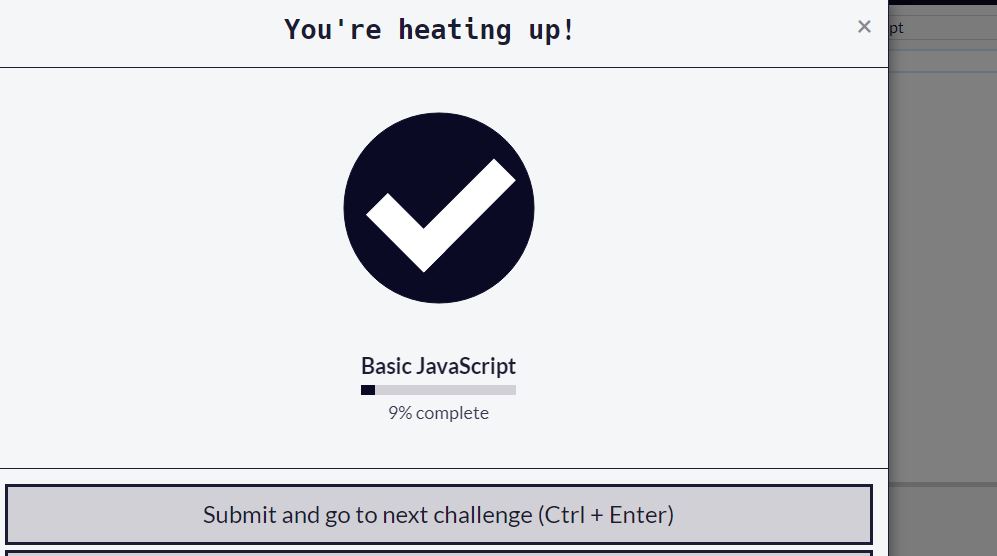 You're heating up!
×
pt
Basic JavaScript
9% complete
Submit and go to next challenge (Ctrl + Enter)